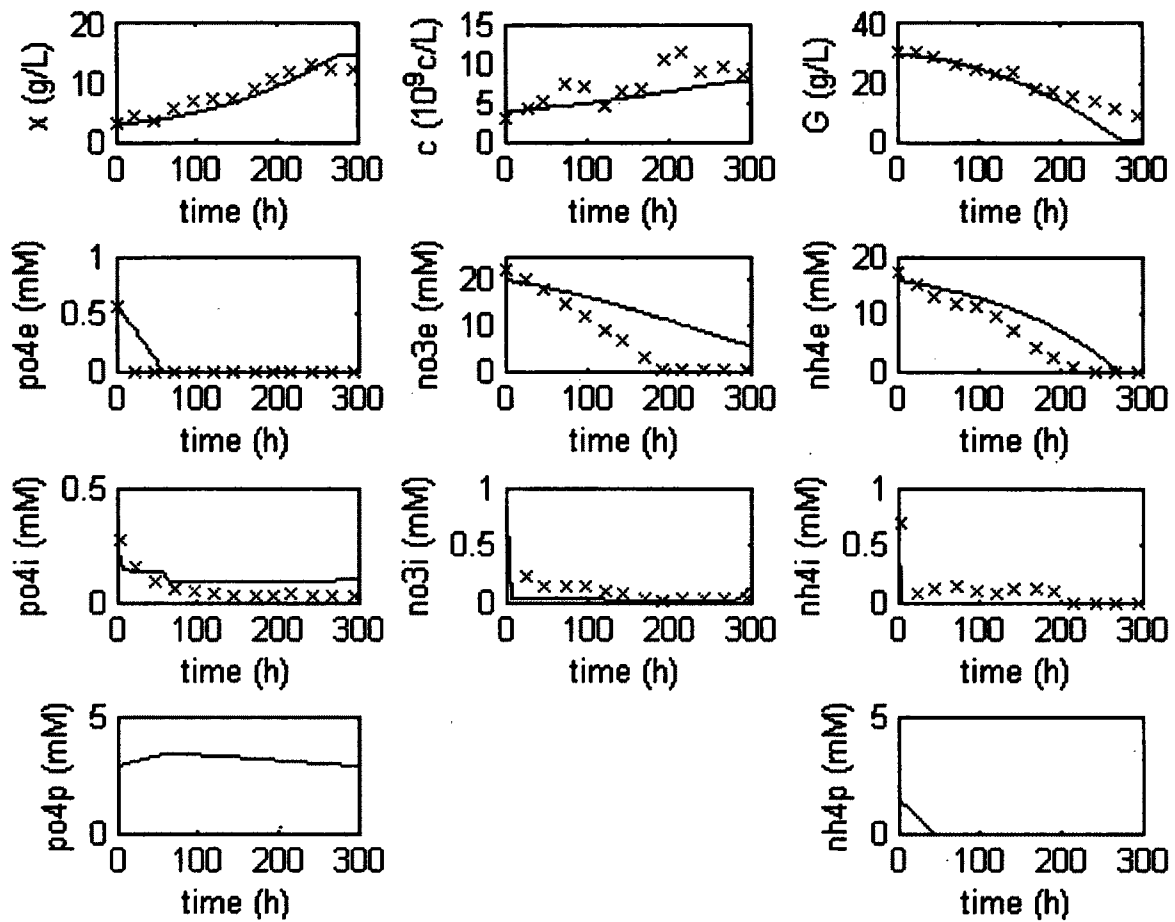 x (g/L)
20
10
0
0 100 200 300
time (h)
c (10^9c/L)
15
10
5
0
0 100 200 300
time (h)
G (g/L)
40
20
0
0 100 200 300
time (h)
po4e (mM)
1
0.5
0
0 100 200 300
time (h)
no3e (mM)
20
10
0
0 100 200 300
time (h)
nh4e (mM)
20
10
0
0 100 200 300
time (h)
po4i (mM)
0.5
0
0 100 200 300
time (h)
no3i (mM)
1
0.5
0
0 100 200 300
time (h)
nh4i (mM)
1
0.5
0
0 100 200 300
time (h)
po4p (mM)
5
0
0 100 200 300
time (h)
nh4p (mM)
5
0
0 100 200 300
time (h)